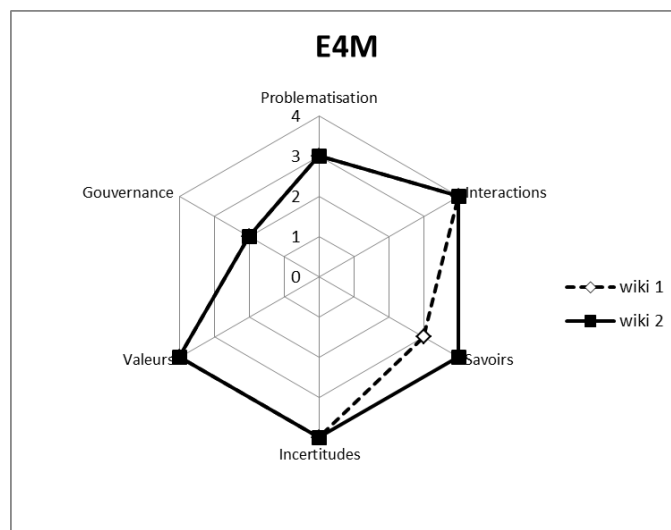 E4M
Problematisation
4
3
Gouvernance
Interactions
2
1
0
wiki 1
wiki 2
Valeurs
Savoirs
Incertitudes